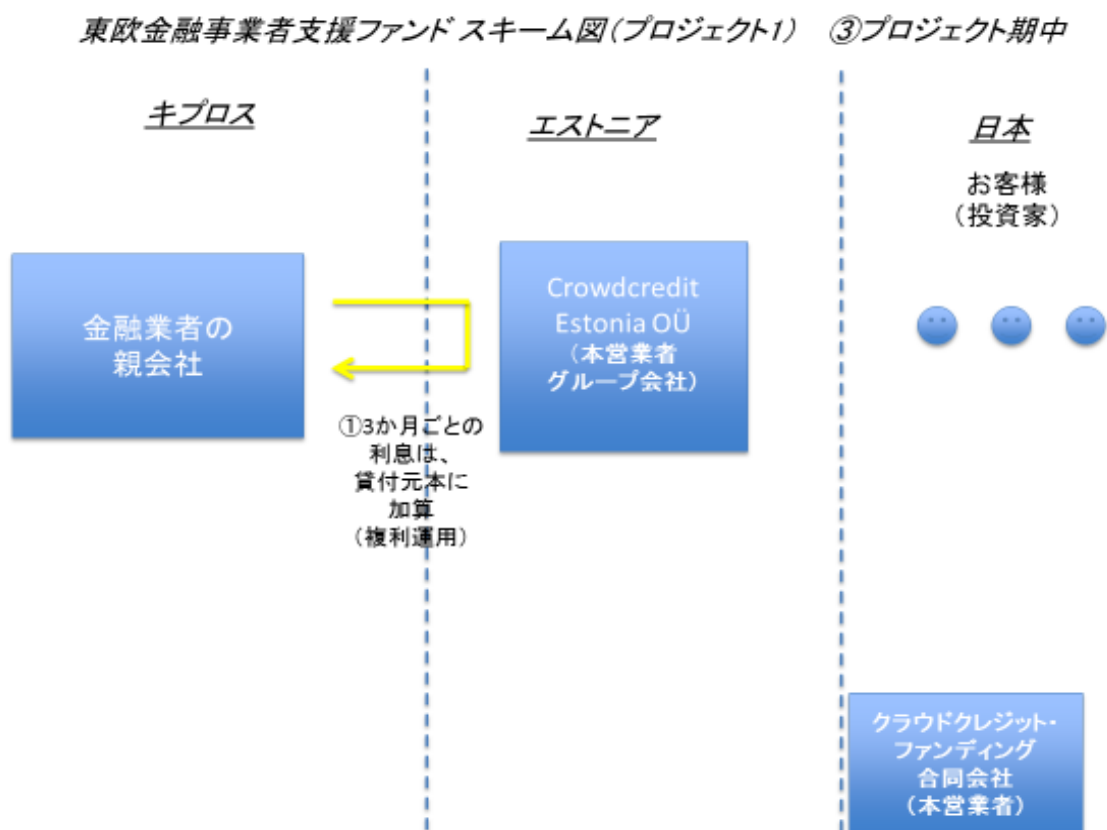 東欧金融事業者支援ファンド スキーム図(プロジェクト1)　③プロジェクト期中
キプロス
エストニア
日本
お客様
(投資家)
金融業者の
親会社
Crowdcredit
Estonia OÜ
(本営業者
グループ会社)
①3か月ごとの
利息は、
貸付元本に
加算
(複利運用)
クラウドクレジット・
ファンディング
合同会社
(本営業者)